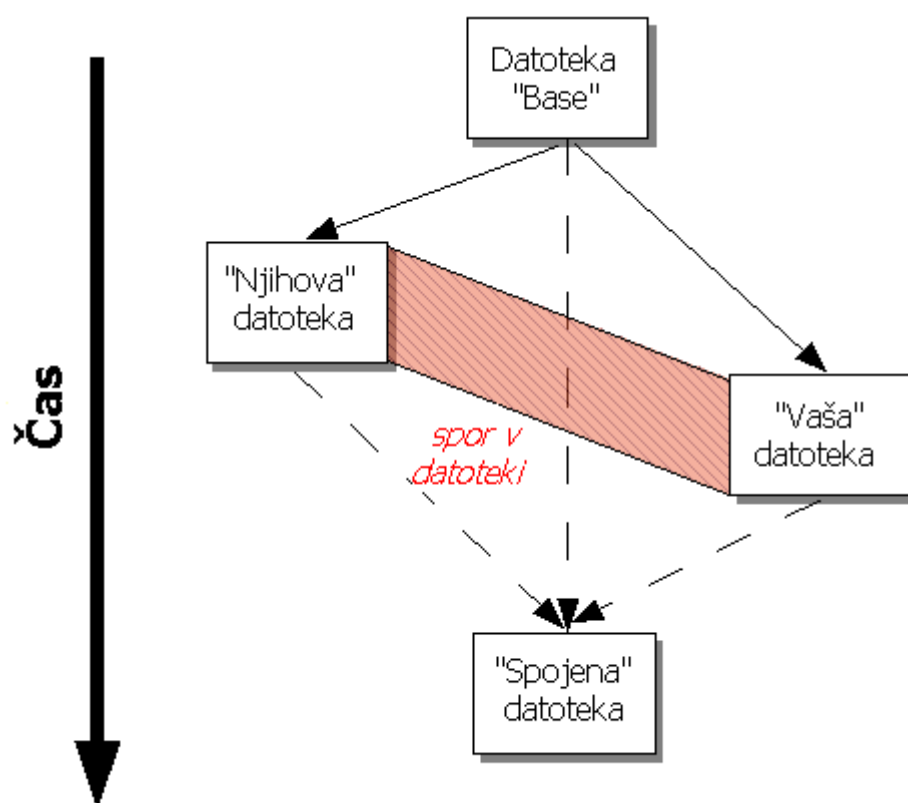 Datoteka
"Base"
"Njihova"
datoteka
Čas
"Vaša"
datoteka
spor v
datoteki
"Spojena"
datoteka